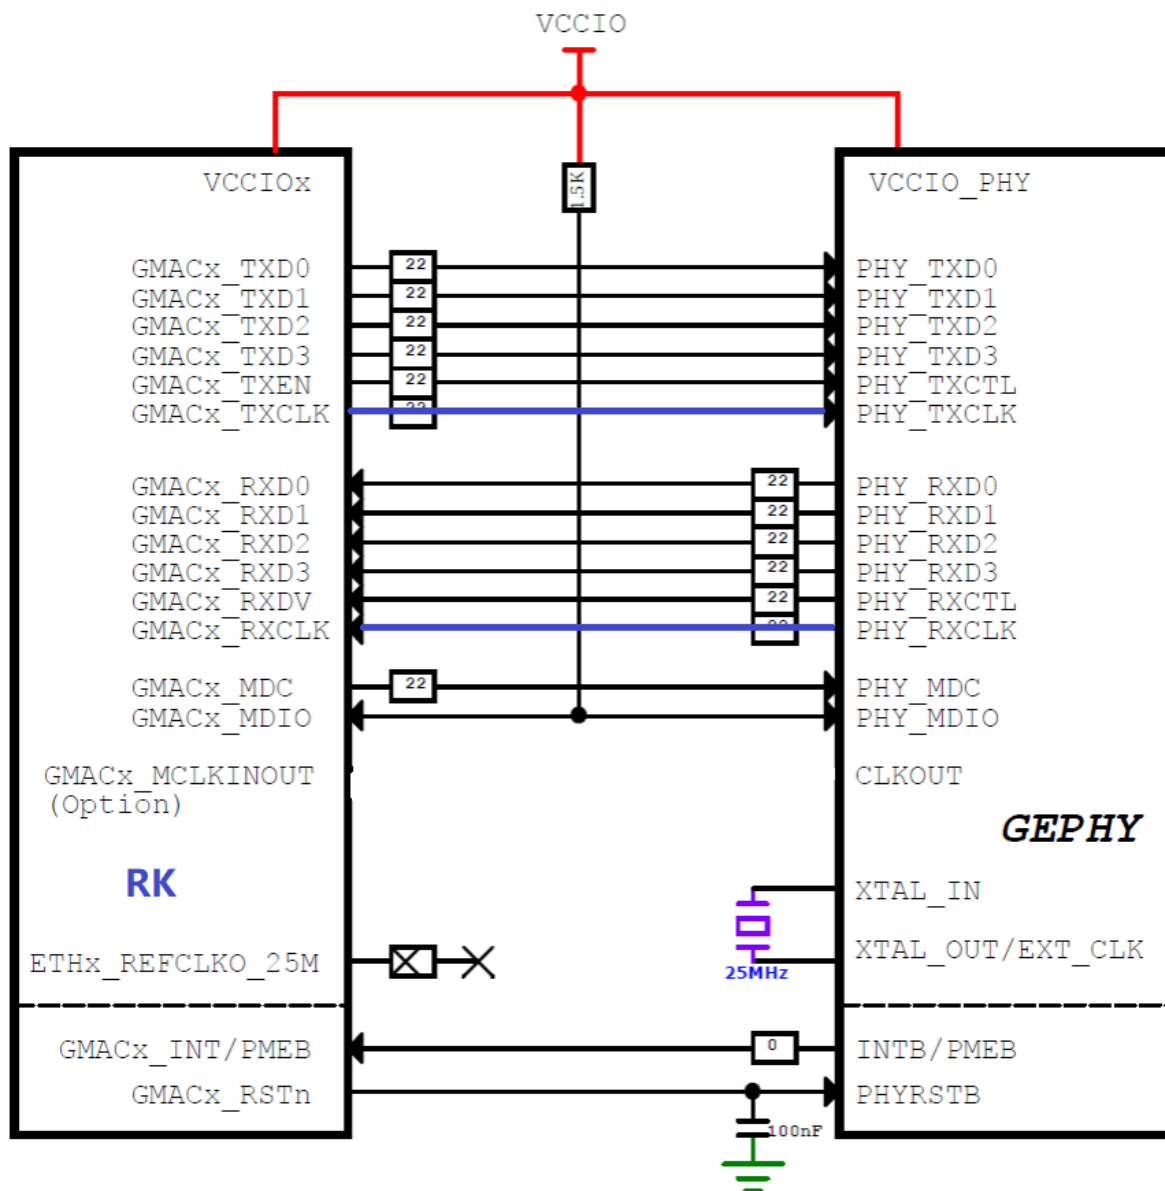 VCCIO
1.5K
VCCIOx VCCIO_PHY
GMACx_TXD0 22 PHY_TXD0
GMACx_TXD1 22 PHY_TXD1
GMACx_TXD2 22 PHY_TXD2
GMACx_TXD3 22 PHY_TXD3
GMACx_TXEN 22 PHY_TXCTL
GMACx_TXCLK 22 PHY_TXCLK
GMACx_RXD0 22 PHY_RXD0
GMACx_RXD1 22 PHY_RXD1
GMACx_RXD2 22 PHY_RXD2
GMACx_RXD3 22 PHY_RXD3
GMACx_RXDV 22 PHY_RXCTL
GMACx_RXCLK 22 PHY_RXCLK
GMACx_MDC 22 PHY_MDC
GMACx_MDIO PHY_MDIO
GMACx_MCLKINOUT CLKOUT
(Option)
GEPHY
RK
XTAL_IN
ETHx_REFCLKO_25M XTAL_OUT/EXT_CLK
25MHz
GMACx_INT/PMEB 0 INTB/PMEB
GMACx_RSTn PHYRSTB
100nF